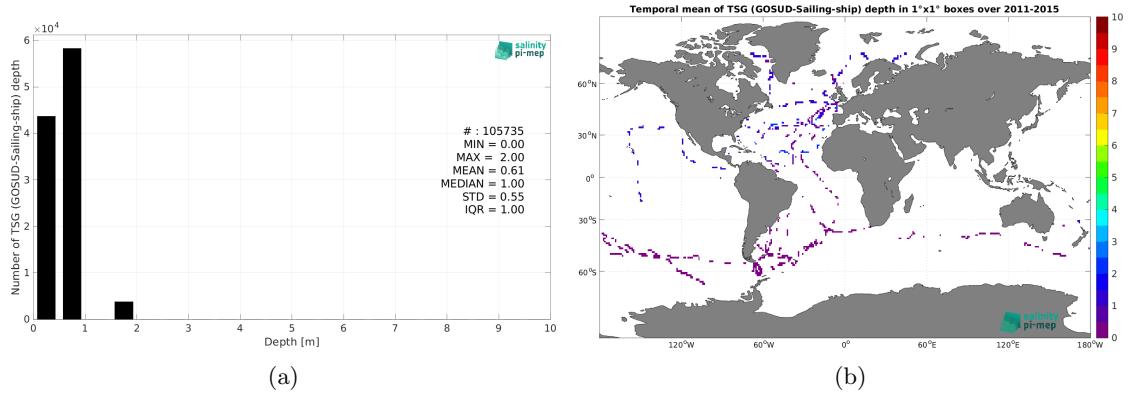 ×10⁴
6
5
4
3
2
1
0
Number of TSG (GOSUD-Sailing-ship) depth
salinity
pi-mep
# : 105735
MIN = 0.00
MAX = 2.00
MEAN = 0.61
MEDIAN = 1.00
STD = 0.55
IQR = 1.00
0 1 2 3 4 5 6 7 8 9 10
Depth [m]
(a)
Temporal mean of TSG (GOSUD-Sailing-ship) depth in 1°x1° boxes over 2011-2015
60°N
30°N
0°
30°S
60°S
120°W 60°W 0° 60°E 120°E 180°W
salinity
pi-mep
10
9
8
7
6
5
4
3
2
1
0
(b)